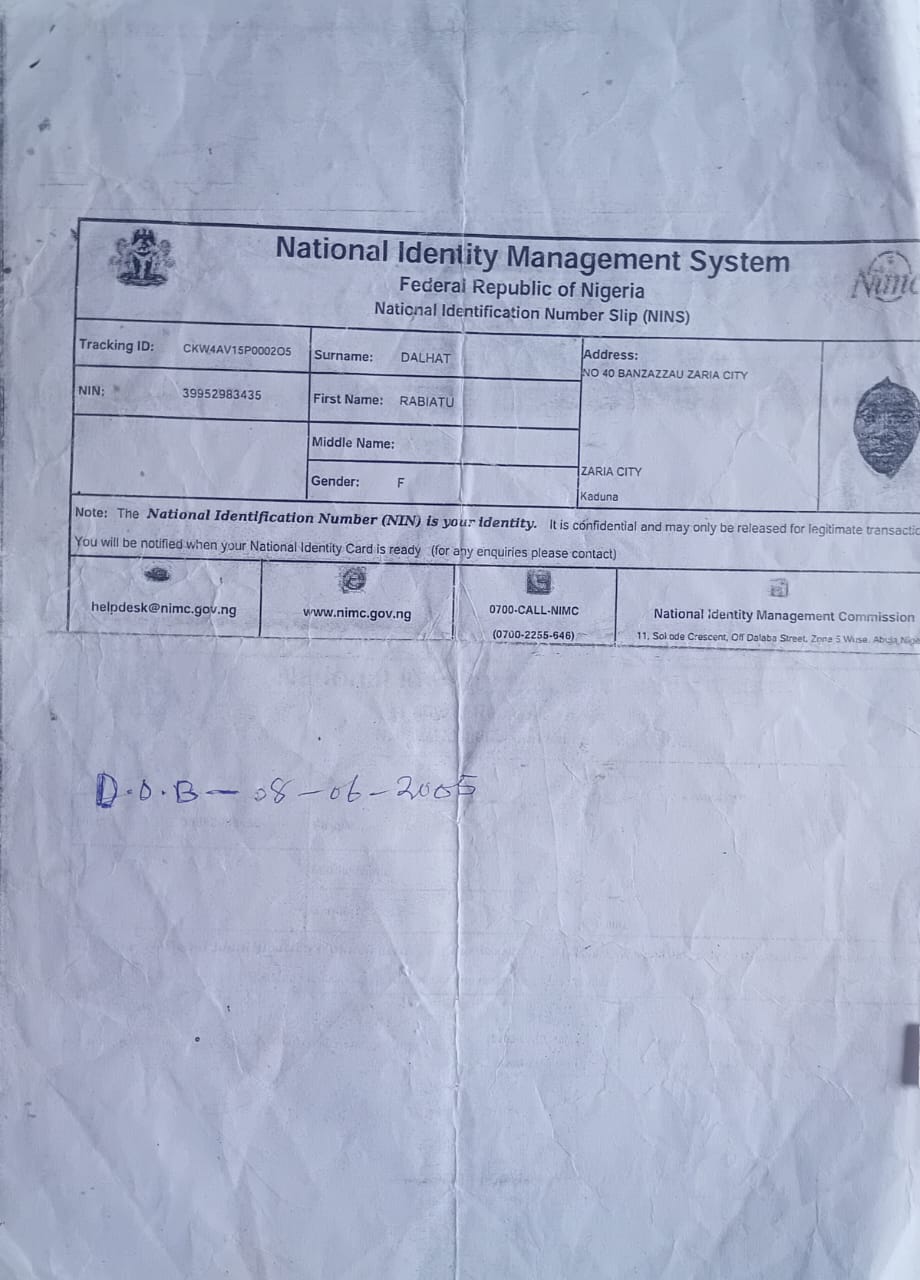 National Identity Management System
Federal Republic of Nigeria
National Identification Number Slip (NINS)
Nimc
Tracking ID: CKW4AV15P0002O5
Surname: DALHAT
Address:
NO 40 BANZAZZAU ZARIA CITY
NIN: 39952983435
First Name: RABIATU
Middle Name:
ZARIA CITY
Gender: F
Kaduna
Note: The National Identification Number (NIN) is your identity. It is confidential and may only be released for legitimate
You will be notified when your National Identity Card is ready (for any enquiries please contact)
helpdesk@nimc.gov.ng
www.nimc.gov.ng
0700-CALL-NIMC
(0700-2255-646)
National Identity Management Commission
11, Sokode Crescent, Off Dalaba Street, Zone 5 Wuse, Abuja
D.O.B - 08-06-2005